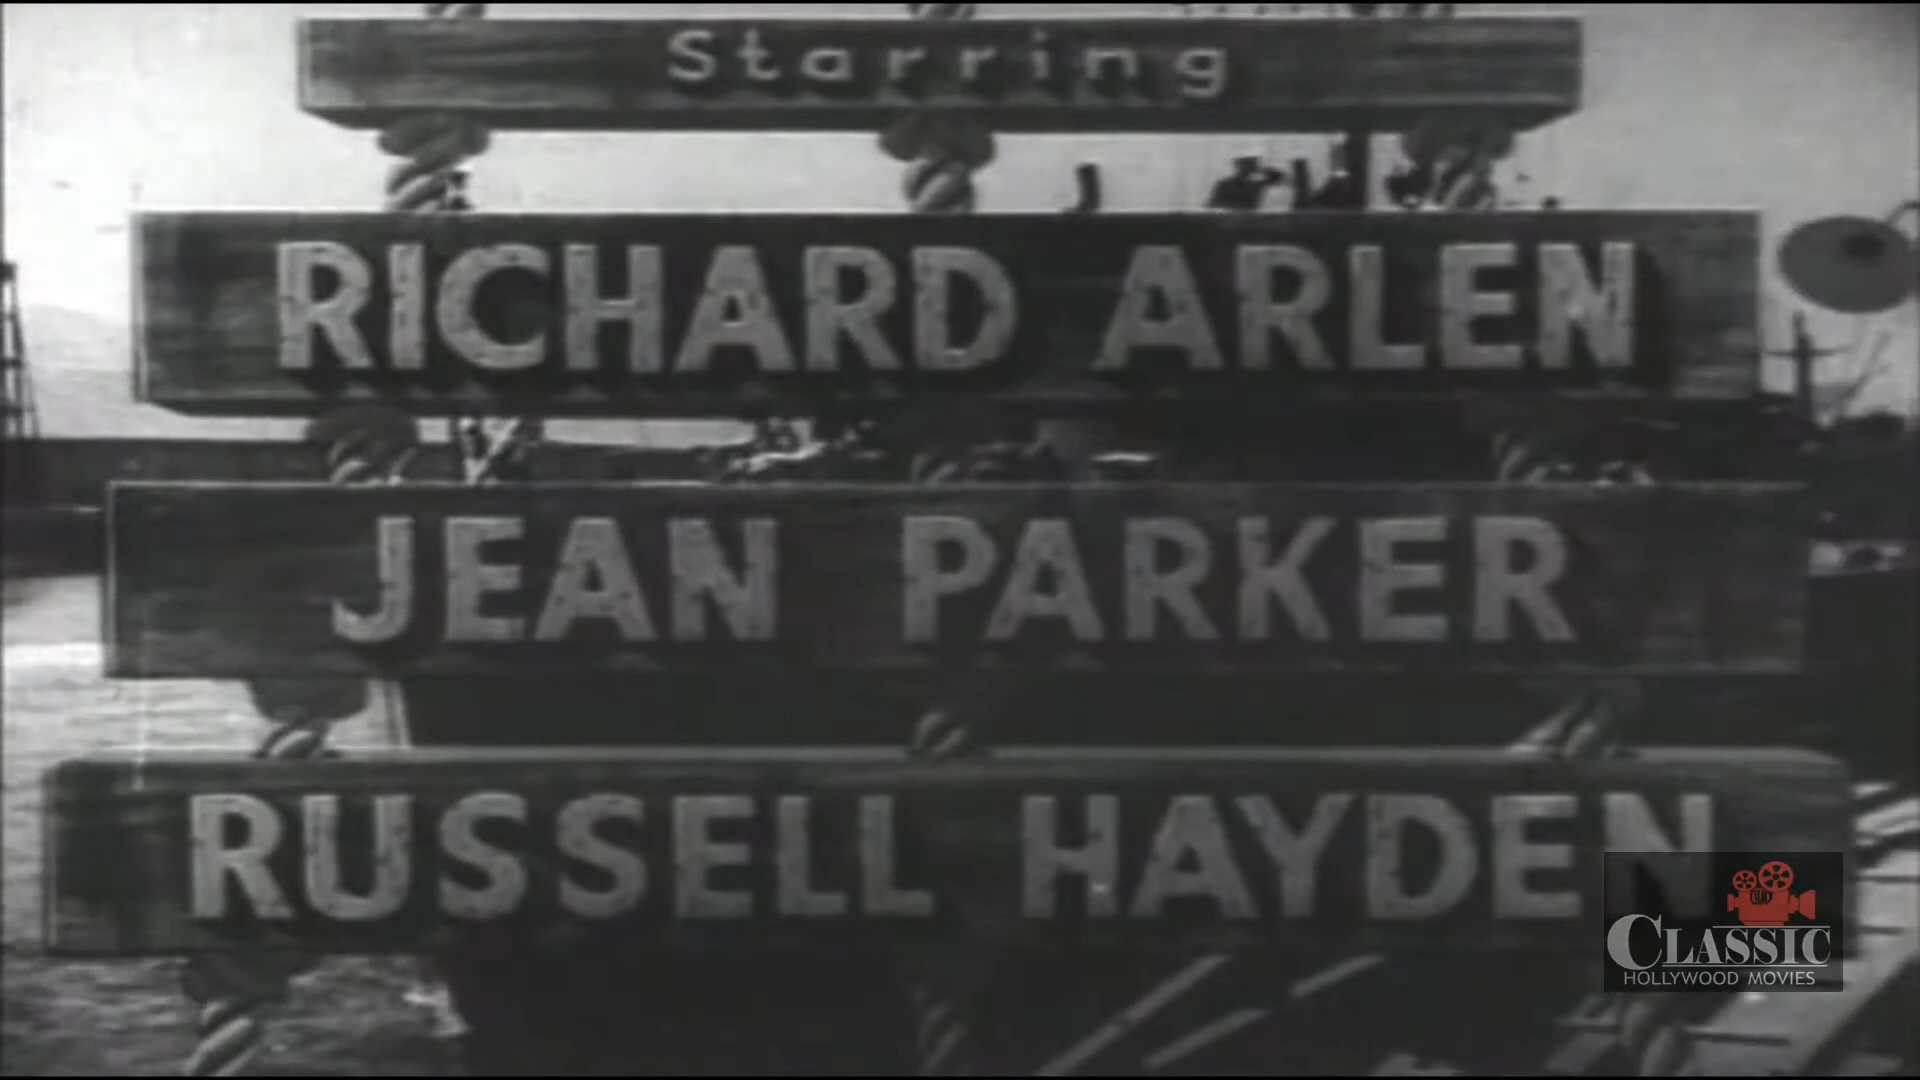 Starring
RICHARD ARLEN
JEAN PARKER
RUSSELL HAYDEN
CLASSIC
HOLLYWOOD MOVIES